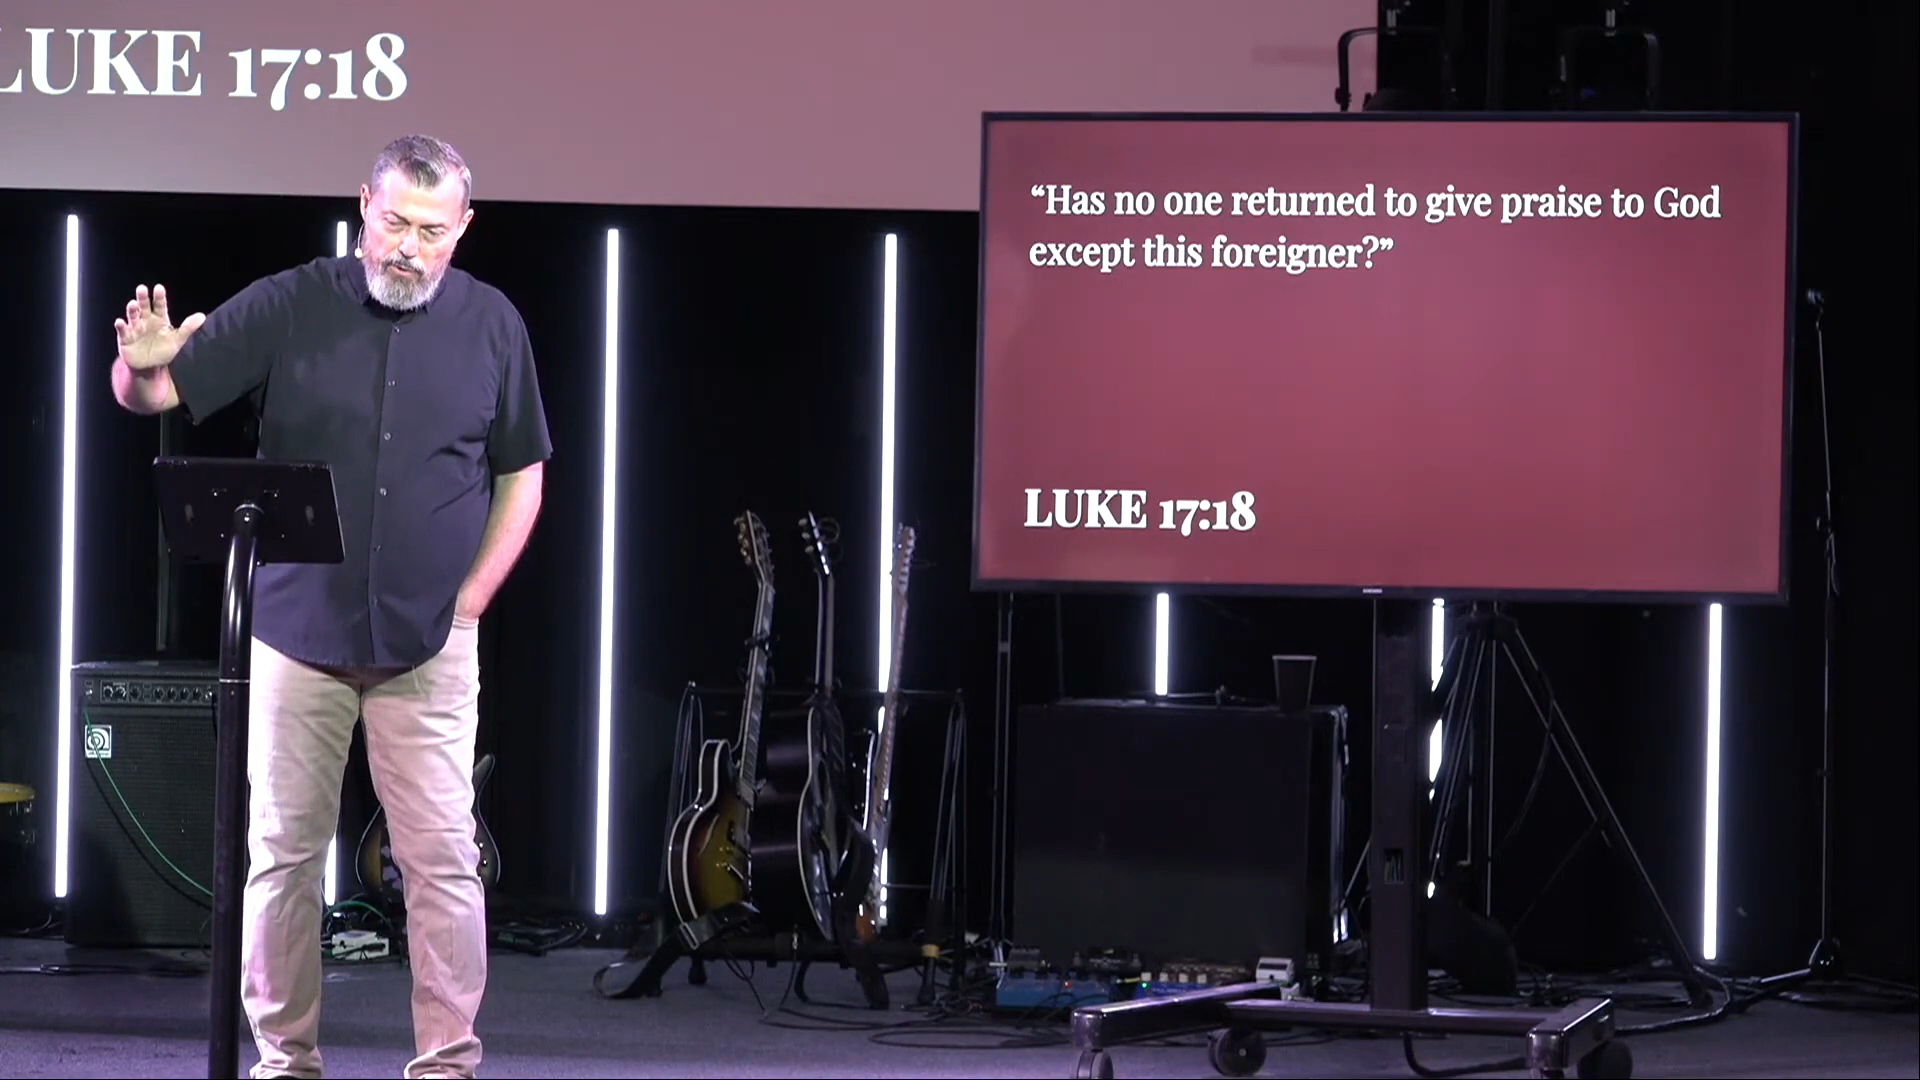 LUKE 17:18
“Has no one returned to give praise to God
except this foreigner?”
LUKE 17:18